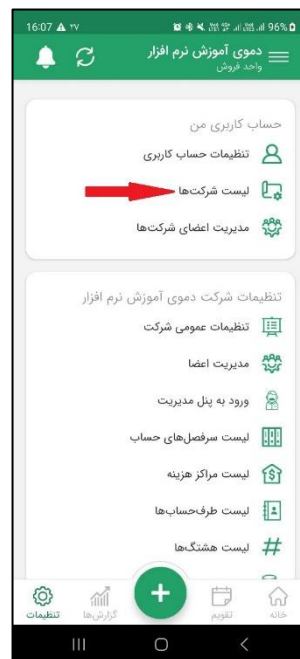 16:07
۲۷
96%
دموی آموزش نرم افزار
واحد فروش
حساب کاربری من
تنظیمات حساب کاربری
لیست شرکت‌ها
مدیریت اعضای شرکت‌ها
تنظیمات شرکت دموی آموزش نرم افزار
تنظیمات عمومی شرکت
مدیریت اعضا
ورود به پنل مدیریت
لیست سرفصل‌های حساب
لیست مراکز هزینه
لیست طرف‌حساب‌ها
لیست هشتگ‌ها
خانه
تقویم
گزارش‌ها
تنظیمات